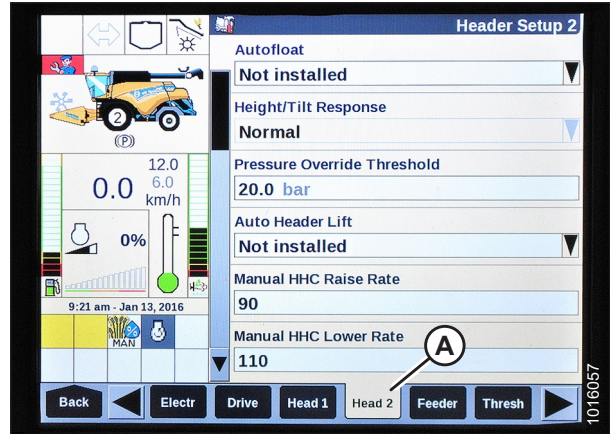 Header Setup 2
Autofloat
Not installed
Height/Tilt Response
Normal
Pressure Override Threshold
20.0 bar
Auto Header Lift
Not installed
Manual HHC Raise Rate
90
Manual HHC Lower Rate
110
2
(P)
12.0
0.0 6.0
km/h
0%
9:21 am - Jan 13, 2016
MAN
A
Back Electr Drive Head 1 Head 2 Feeder Thresh
1016057